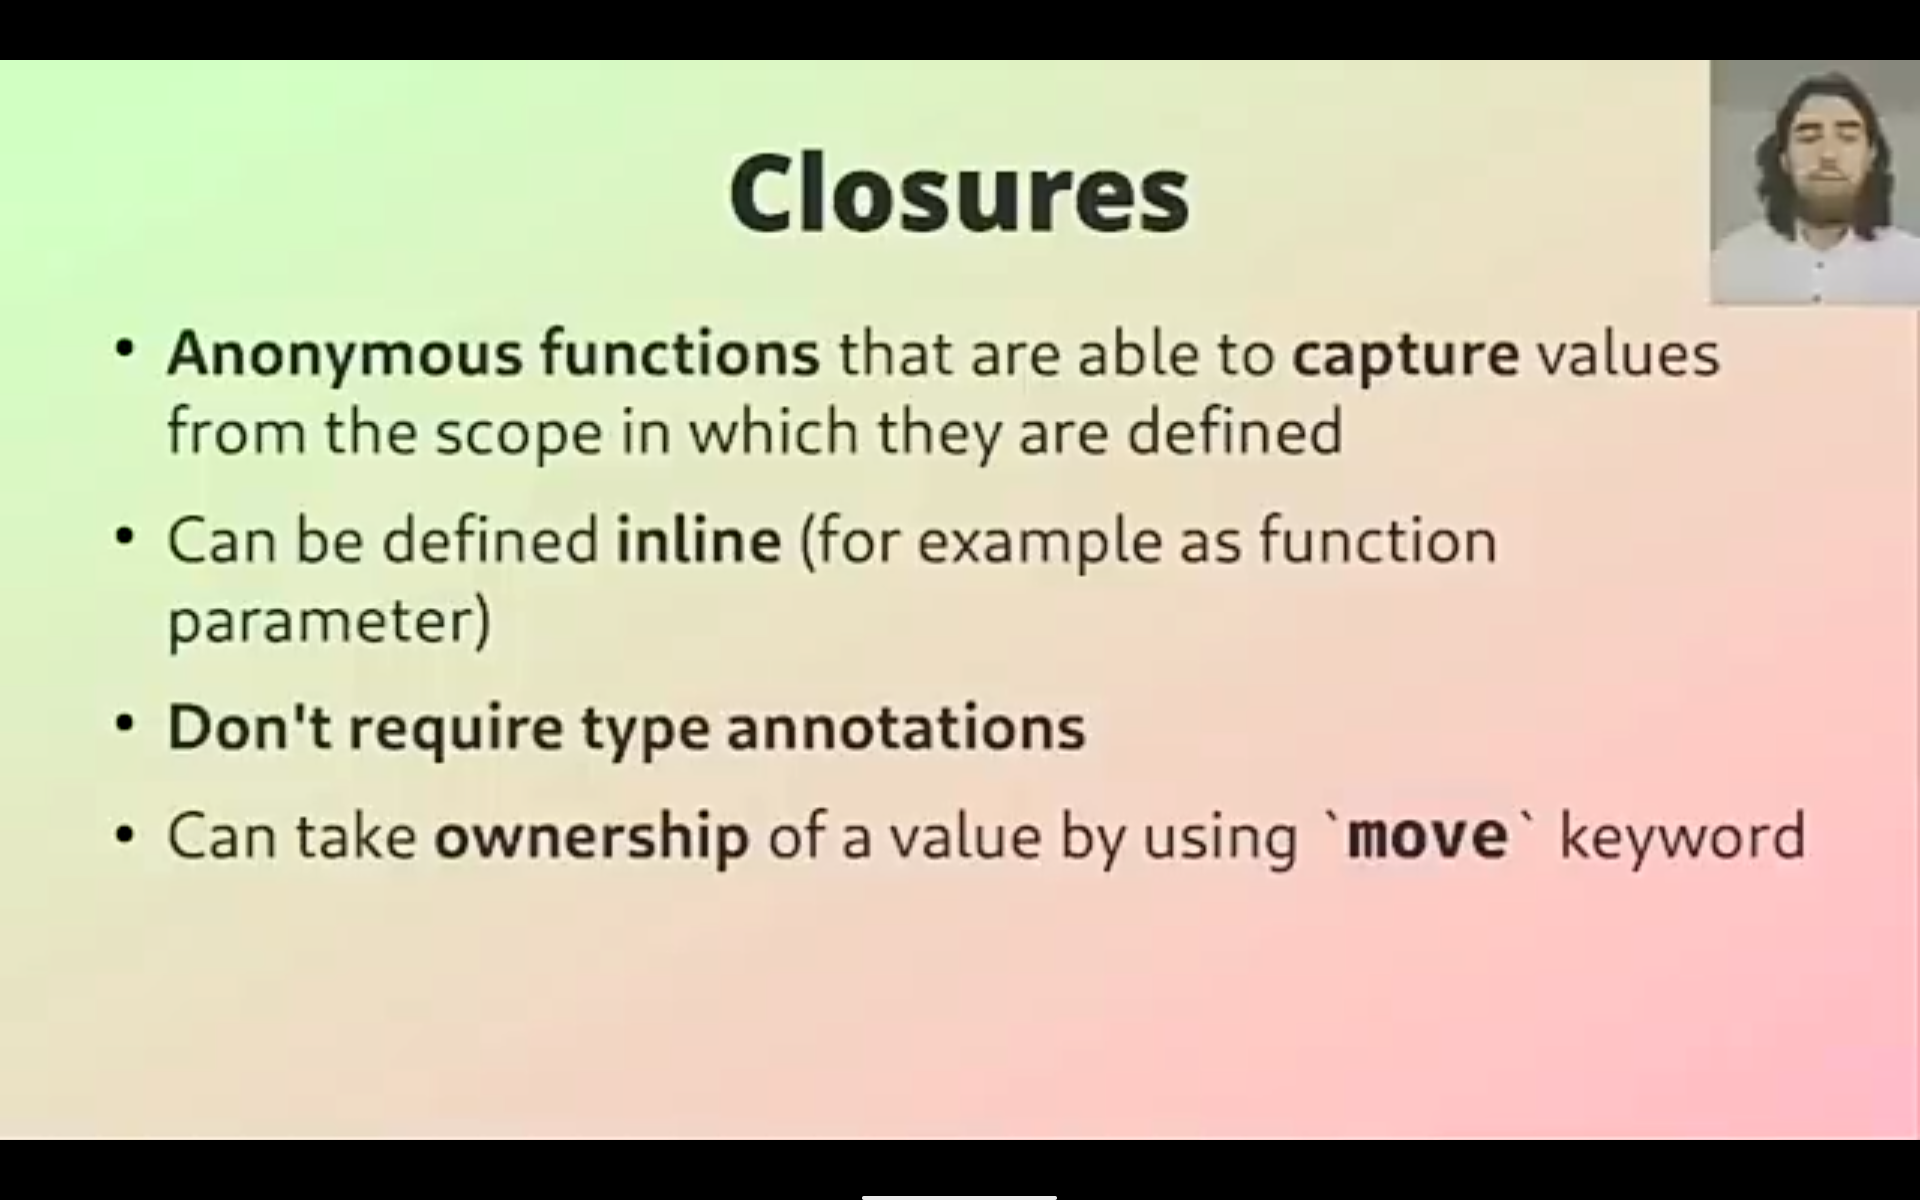 Closures
• Anonymous functions that are able to capture values
from the scope in which they are defined
• Can be defined inline (for example as function
parameter)
• Don't require type annotations
• Can take ownership of a value by using `move` keyword